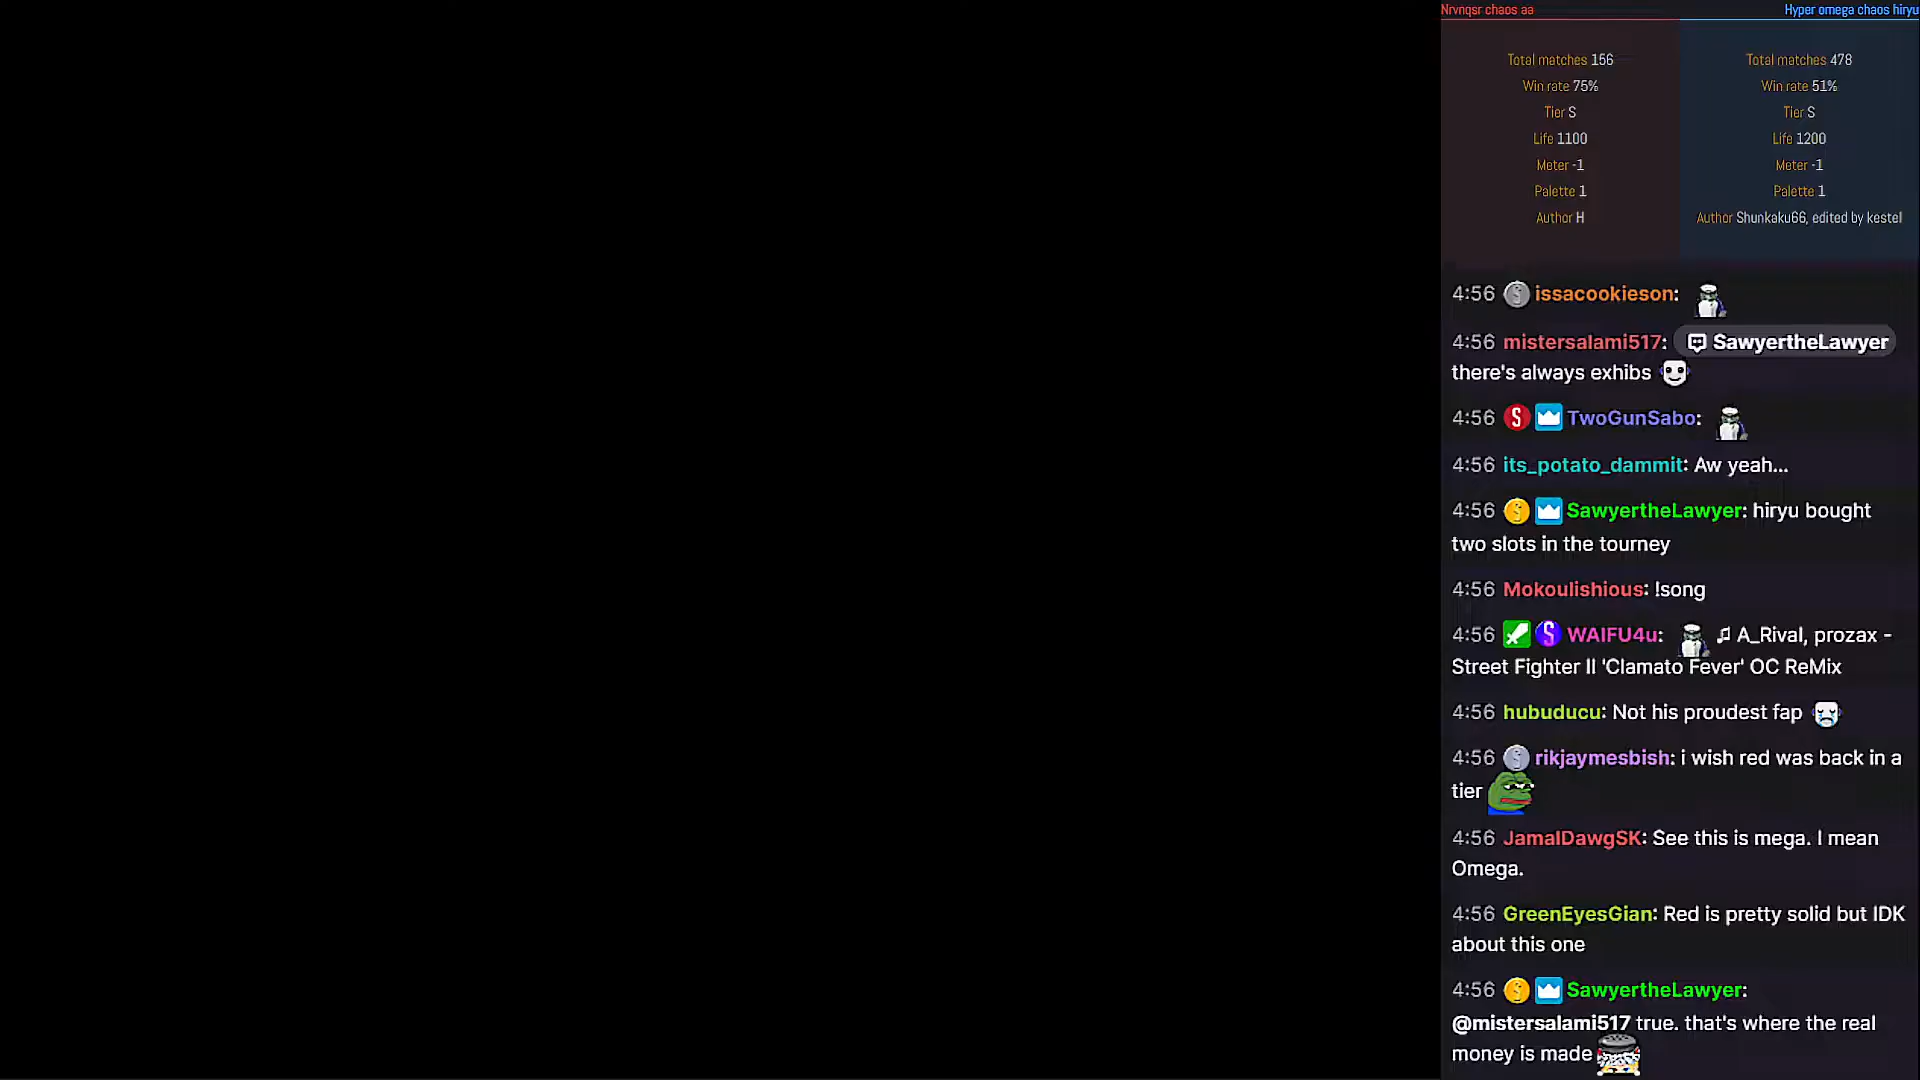 Nrvnqsr chaos aa
Hyper omega chaos hiryu
Total matches 156
Win rate 75%
Tier S
Life 1100
Meter -1
Palette 1
Author H
Total matches 478
Win rate 51%
Tier S
Life 1200
Meter -1
Palette 1
Author Shunkaku66, edited by kestel
4:56 issacookieson:
4:56 mistersalami517: SawyertheLawyer
there's always exhibs
4:56 TwoGunSabo:
4:56 its_potato_dammit: Aw yeah...
4:56 SawyertheLawyer: hiryu bought
two slots in the tourney
4:56 Mokoulishious: !song
4:56 WAIFU4u: ♫ A_Rival, prozax -
Street Fighter II 'Clamato Fever' OC ReMix
4:56 hubuducu: Not his proudest fap
4:56 rikjaymesbish: i wish red was back in a
tier
4:56 JamalDawgSK: See this is mega. I mean
Omega.
4:56 GreenEyesGian: Red is pretty solid but IDK
about this one
4:56 SawyertheLawyer:
@mistersalami517 true. that's where the real
money is made